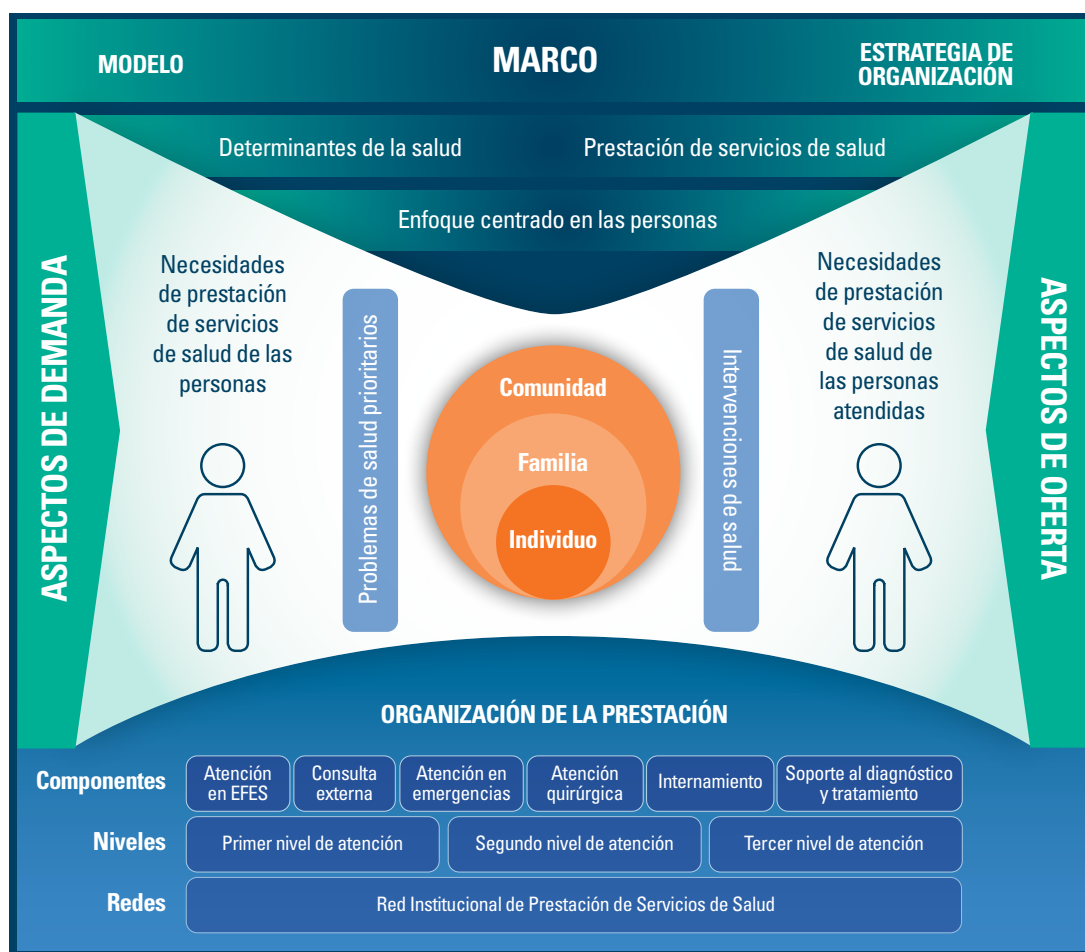 MODELO
MARCO
ESTRATEGIA DE
ORGANIZACIÓN
Determinantes de la salud
Prestación de servicios de salud
Enfoque centrado en las personas
ASPECTOS DE DEMANDA
Necesidades
de prestación
de servicios
de salud de las
personas
Problemas de salud prioritarios
Comunidad
Familia
Individuo
Intervenciones de salud
Necesidades
de prestación
de servicios
de salud de
las personas
atendidas
ASPECTOS DE OFERTA
ORGANIZACIÓN DE LA PRESTACIÓN
Componentes
Atención
en EFES
Consulta
externa
Atención en
emergencias
Atención
quirúrgica
Internamiento
Soporte al diagnóstico
y tratamiento
Niveles
Primer nivel de atención
Segundo nivel de atención
Tercer nivel de atención
Redes
Red Institucional de Prestación de Servicios de Salud